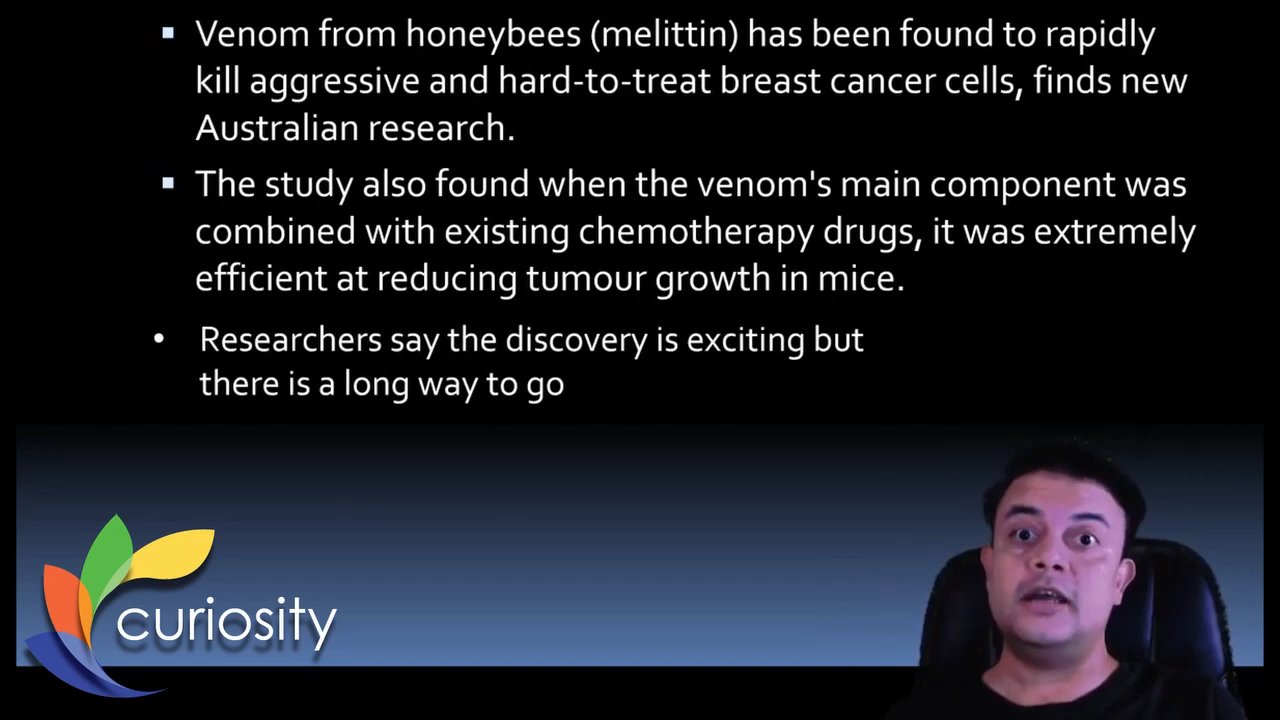 ▪ Venom from honeybees (melittin) has been found to rapidly
kill aggressive and hard-to-treat breast cancer cells, finds new
Australian research.
▪ The study also found when the venom's main component was
combined with existing chemotherapy drugs, it was extremely
efficient at reducing tumour growth in mice.
• Researchers say the discovery is exciting but
there is a long way to go
curiosity